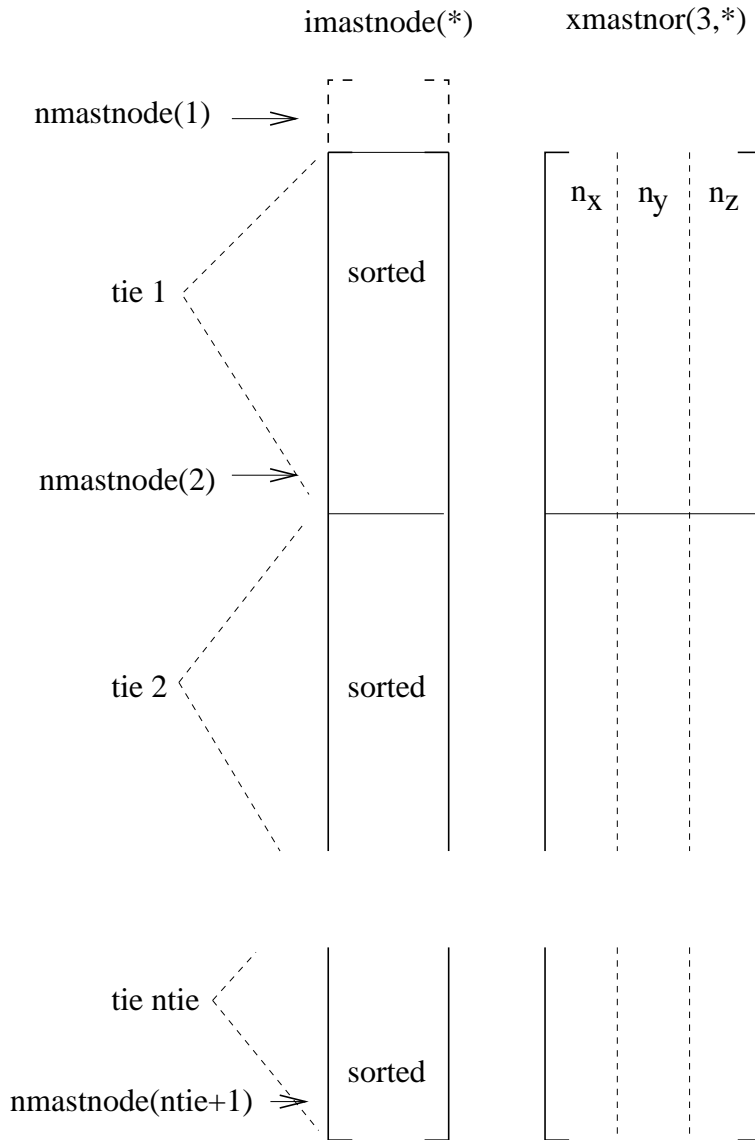 imastnode(*) xmastnor(3,*)
nmastnode(1)
n_x n_y n_z
tie 1 sorted
nmastnode(2)
tie 2 sorted
tie ntie
sorted
nmastnode(ntie+1)